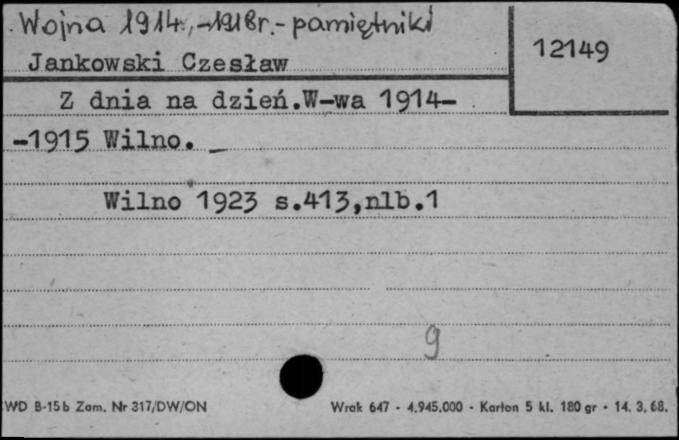 Wojna 1914,-1918r.- pamiętniki
Jankowski Czesław
12149
Z dnia na dzień.W-wa 1914-
-1915 Wilno.
Wilno 1923 s.413,nlb.1
9
WD B-15b Zam. Nr 317/DW/ON
Wrak 647 - 4.945.000 - Karton 5 kl. 180 gr - 14. 3. 68.